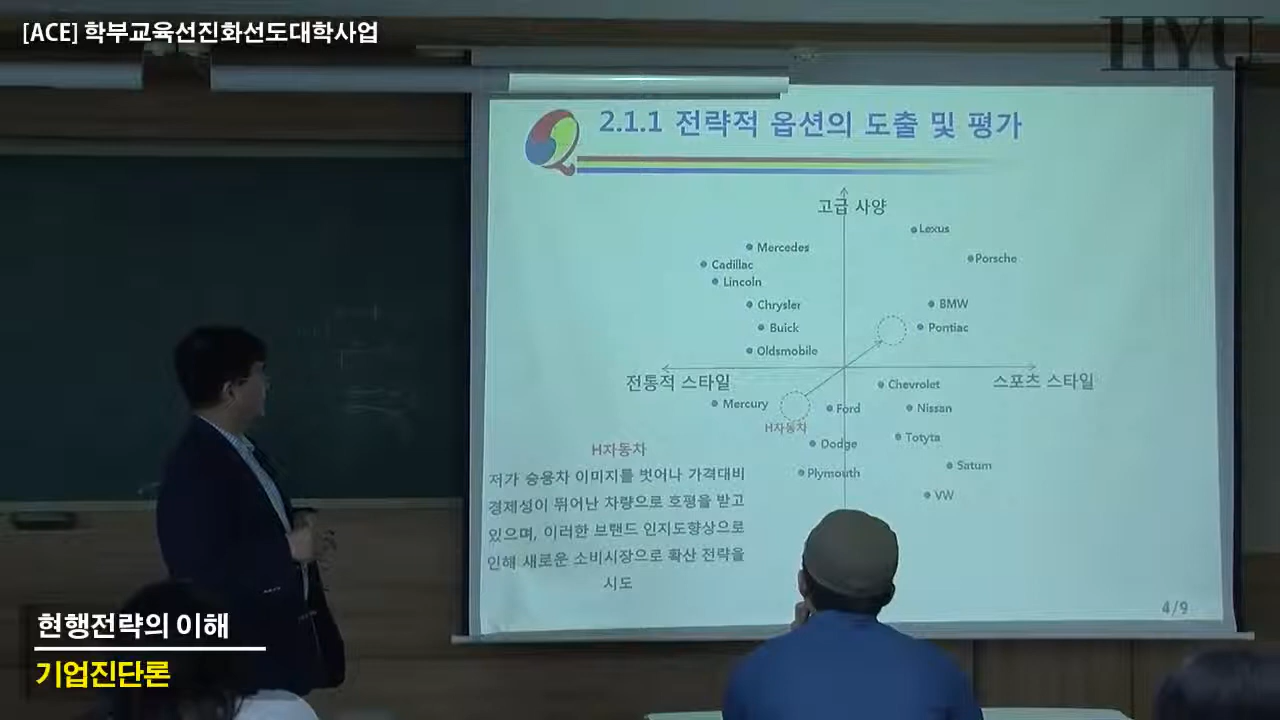 [ACE] 학부교육선진화선도대학사업
HYU
2.1.1 전략적 옵션의 도출 및 평가
고급 사양
Lexus
Mercedes
Porsche
Cadillac
Lincoln
Chrysler
BMW
Buick
Pontiac
Oldsmobile
전통적 스타일
스포츠 스타일
Chevrolet
Mercury
Ford
Nissan
H자동차
Totyta
Dodge
Satum
Plymouth
VW
H자동차
저가 승용차 이미지를 벗어나 가격대비
경제성이 뛰어난 차량으로 호평을 받고
있으며, 이러한 브랜드 인지도향상으로
인해 새로운 소비시장으로 확산 전략을
시도
4/9
현행전략의 이해
기업진단론